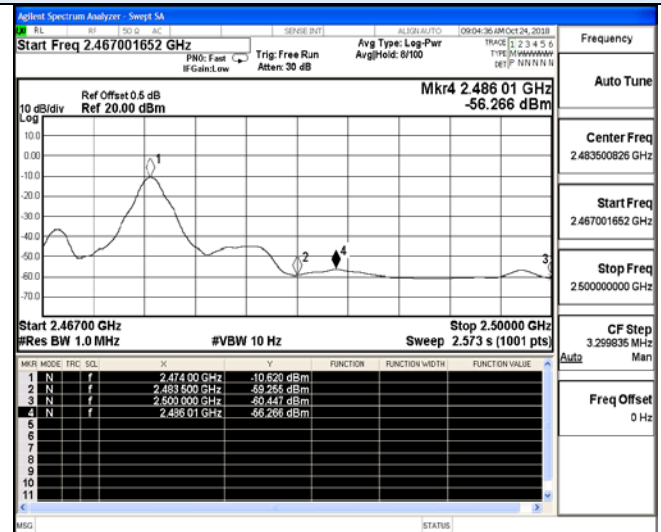 Agilent Spectrum Analyzer - Swept SA
RL RF 50 Ω AC SENSE:INT ALIGN AUTO 09:04:36 AM Oct 24, 2018
Start Freq 2.467001652 GHz
PNO: Fast
IFGain:Low
Trig: Free Run
Atten: 30 dB
Avg Type: Log-Pwr
Avg|Hold: 8/100
TRACE 1 2 3 4 5 6
TYPE M
DET P N N N N N
Ref Offset 0.5 dB
Ref 20.00 dBm
10 dB/div
Log
Mkr4 2.486 01 GHz
-56.266 dBm
10.0
0.00
-10.0
-20.0
-30.0
-40.0
-50.0
-60.0
-70.0
1
2
4
3
Start 2.46700 GHz
#Res BW 1.0 MHz
#VBW 10 Hz
Stop 2.50000 GHz
Sweep 2.573 s (1001 pts)
MKR MODE TRC SCL X Y FUNCTION FUNCTION WIDTH FUNCTION VALUE
1 N f 2.474 00 GHz -10.620 dBm
2 N f 2.483 500 GHz -59.255 dBm
3 N f 2.500 000 GHz -60.447 dBm
4 N f 2.486 01 GHz -56.266 dBm
5
6
7
8
9
10
11
MSG STATUS
Frequency
Auto Tune
Center Freq
2.483500826 GHz
Start Freq
2.467001652 GHz
Stop Freq
2.500000000 GHz
CF Step
3.299835 MHz
Auto Man
Freq Offset
0 Hz